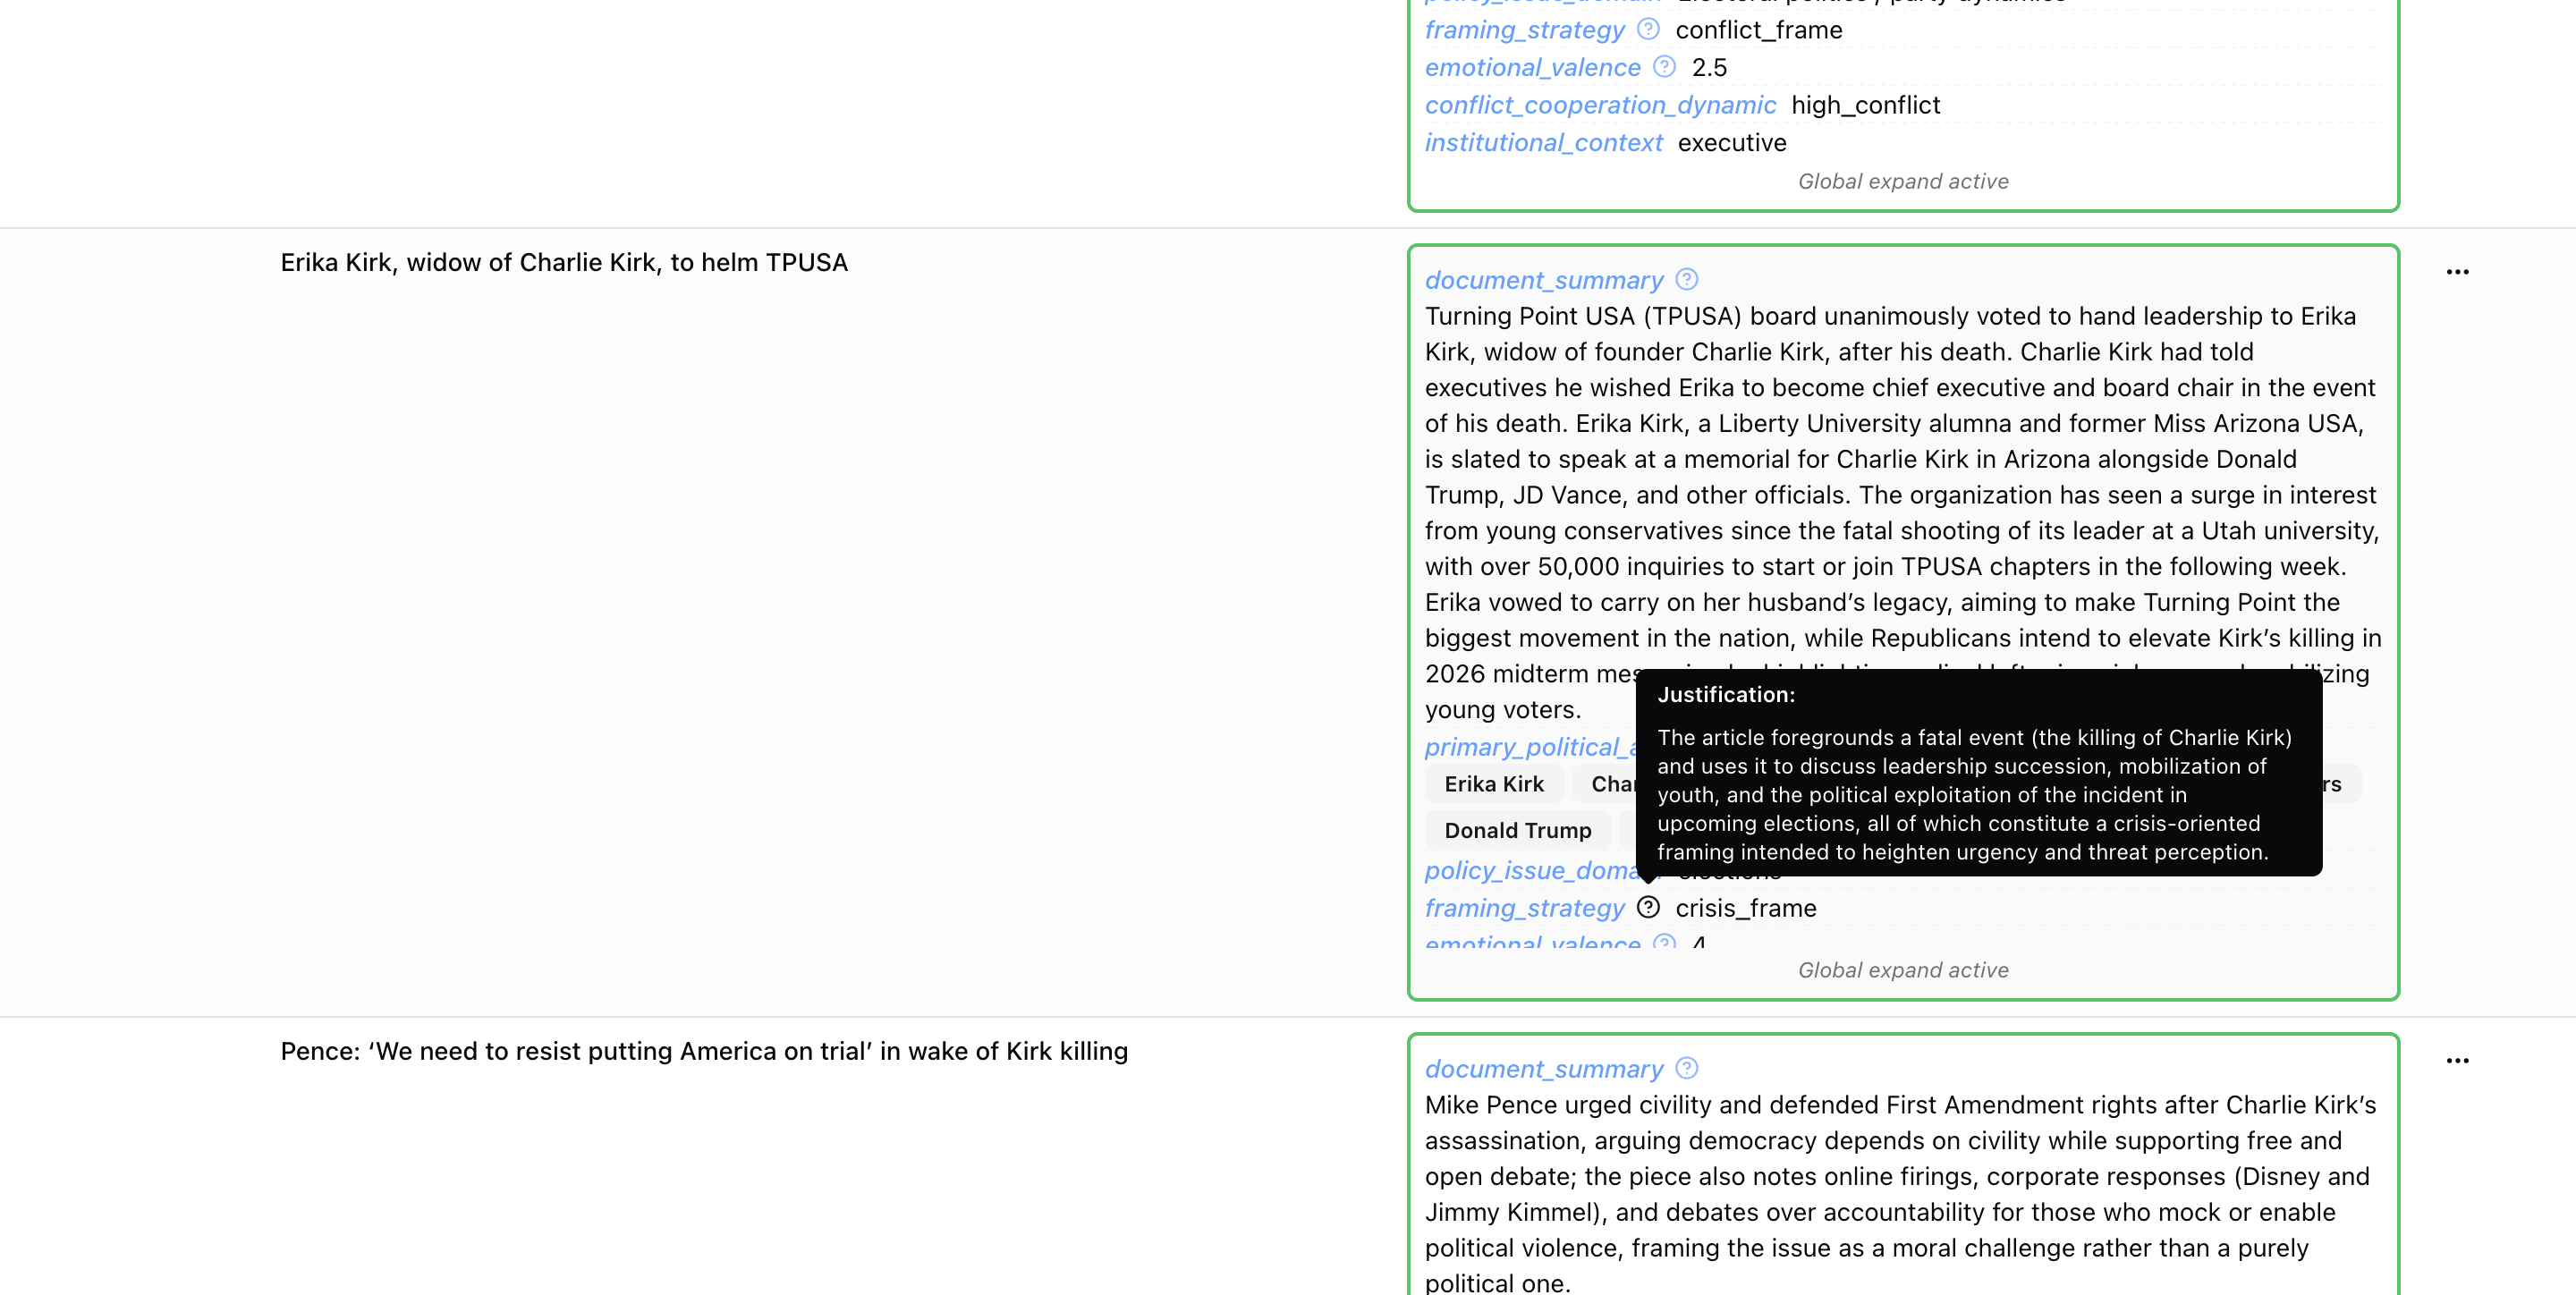 framing_strategy conflict_frame
emotional_valence 2.5
conflict_cooperation_dynamic high_conflict
institutional_context executive
Global expand active
Erika Kirk, widow of Charlie Kirk, to helm TPUSA
document_summary
Turning Point USA (TPUSA) board unanimously voted to hand leadership to Erika
Kirk, widow of founder Charlie Kirk, after his death. Charlie Kirk had told
executives he wished Erika to become chief executive and board chair in the event
of his death. Erika Kirk, a Liberty University alumna and former Miss Arizona USA,
is slated to speak at a memorial for Charlie Kirk in Arizona alongside Donald
Trump, JD Vance, and other officials. The organization has seen a surge in interest
from young conservatives since the fatal shooting of its leader at a Utah university,
with over 50,000 inquiries to start or join TPUSA chapters in the following week.
Erika vowed to carry on her husband’s legacy, aiming to make Turning Point the
biggest movement in the nation, while Republicans intend to elevate Kirk’s killing in
2026 midterm
young voters.
Justification:
The article foregrounds a fatal event (the killing of Charlie Kirk)
and uses it to discuss leadership succession, mobilization of
youth, and the political exploitation of the incident in
upcoming elections, all of which constitute a crisis-oriented
framing intended to heighten urgency and threat perception.
Erika Kirk
Donald Trump
framing_strategy crisis_frame
emotional_valence 4
Global expand active
Pence: ‘We need to resist putting America on trial’ in wake of Kirk killing
document_summary
Mike Pence urged civility and defended First Amendment rights after Charlie Kirk’s
assassination, arguing democracy depends on civility while supporting free and
open debate; the piece also notes online firings, corporate responses (Disney and
Jimmy Kimmel), and debates over accountability for those who mock or enable
political violence, framing the issue as a moral challenge rather than a purely
political one.